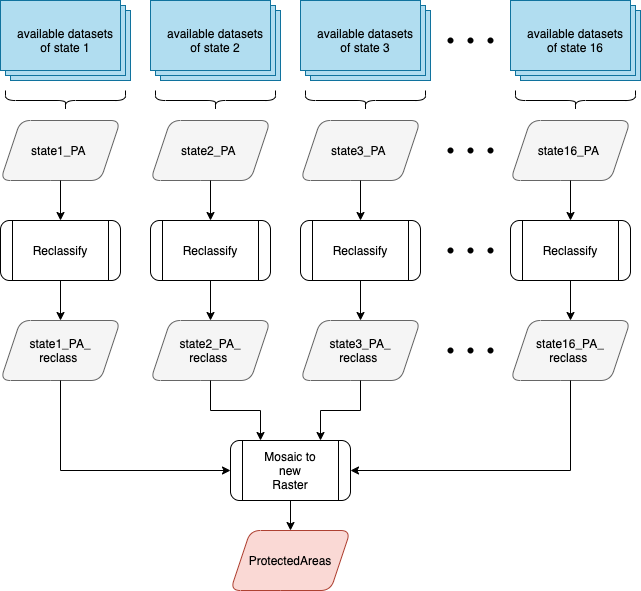 available datasets
of state 1
available datasets
of state 2
available datasets
of state 3
available datasets
of state 16
state1_PA
state2_PA
state3_PA
state16_PA
Reclassify
Reclassify
Reclassify
Reclassify
state1_PA_
reclass
state2_PA_
reclass
state3_PA_
reclass
state16_PA_
reclass
Mosaic to
new
Raster
ProtectedAreas